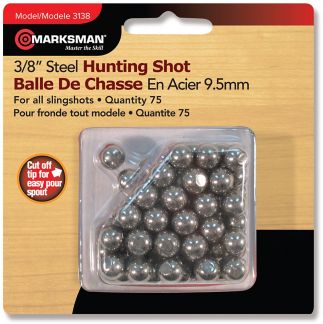 Model/Modele 3138
MARKSMAN
Master the Skill
3/8" Steel Hunting Shot
Balle De Chasse En Acier 9.5mm
For all slingshots • Quantity 75
Pour fronde tout modele • Quantite 75
Cut off
tip for
easy pour
spout